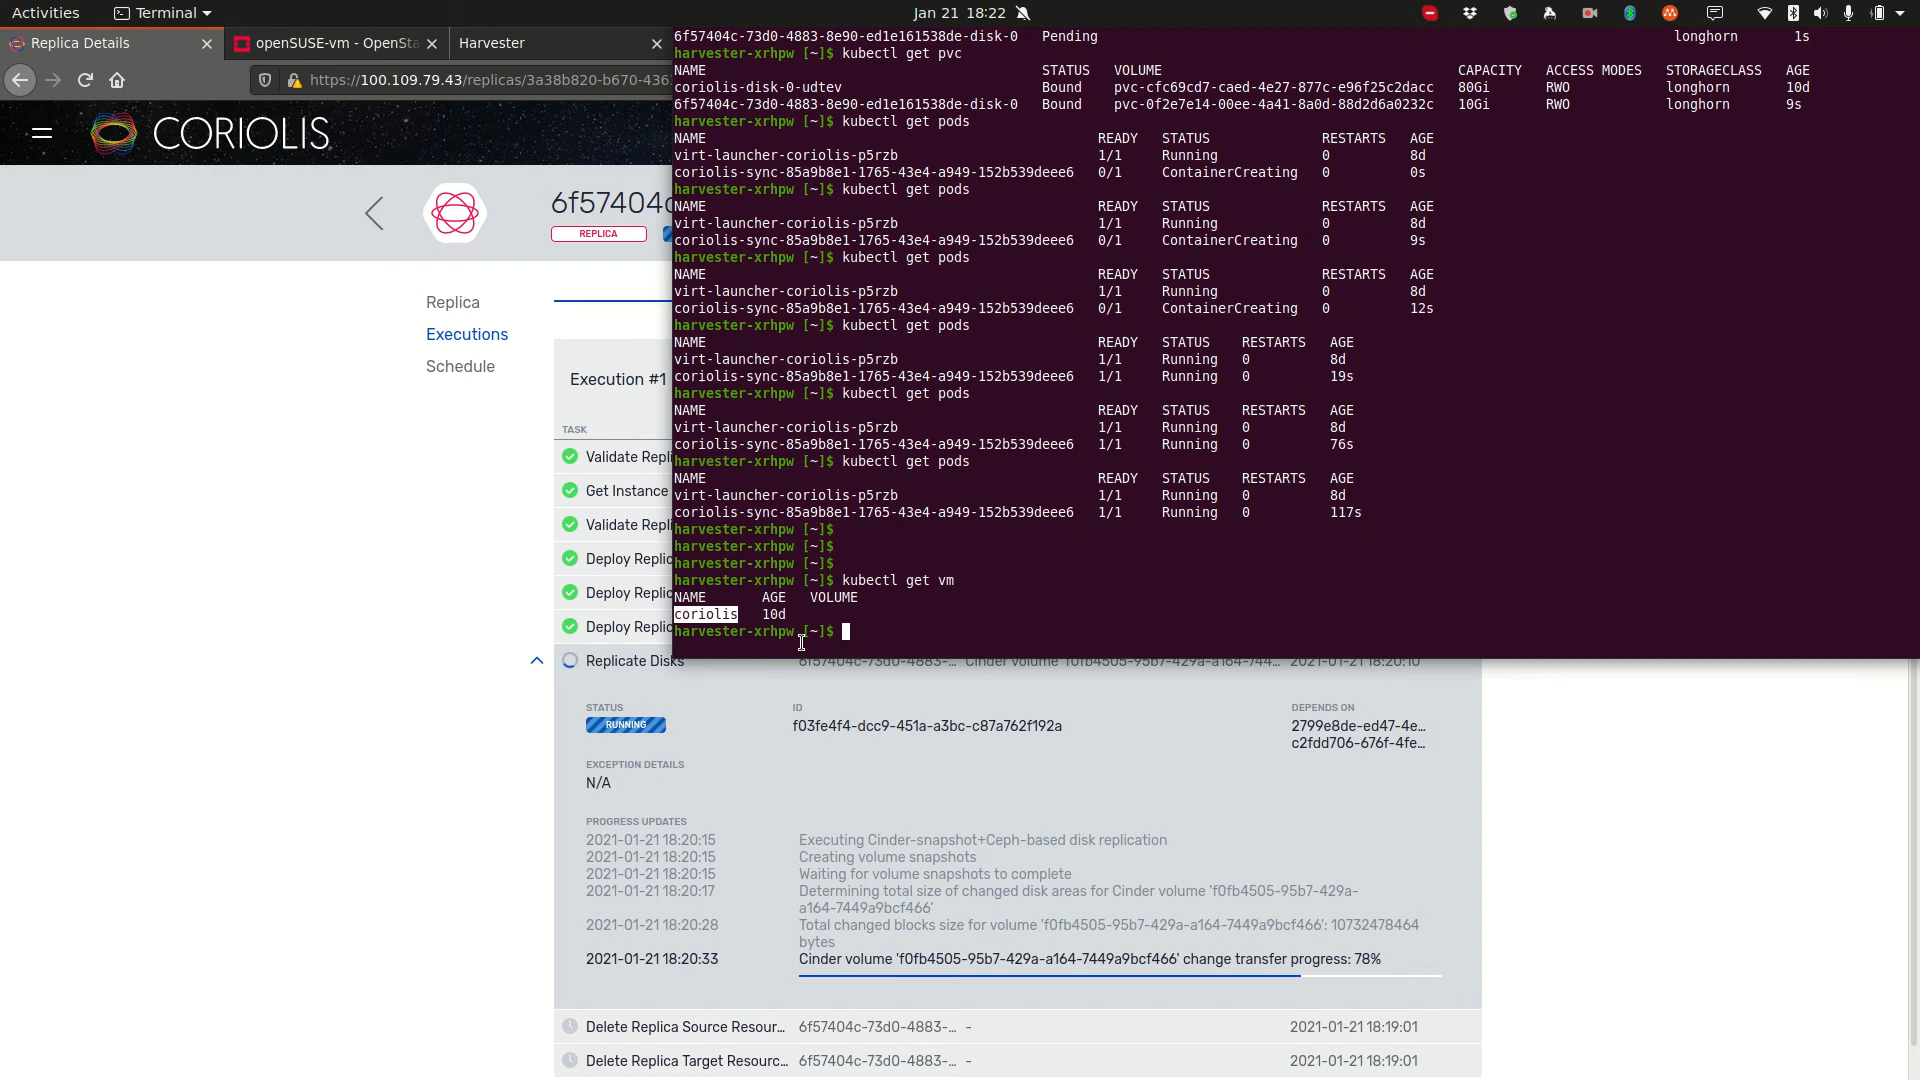 Activities
Terminal
Jan 21 18:22
Replica Details
openSUSE-vm - OpenSta
Harvester
https://100.109.79.43/replicas/3a38b820-b670-436
CORIOLIS
6f57404c
REPLICA
Replica
Executions
Schedule
Execution #1
TASK
Validate Repli
Get Instance
Validate Repli
Deploy Replic
Deploy Replic
Deploy Replic
6f57404c-73d0-4883-8e90-ed1e161538de-disk-0 Pending longhorn 1s
harvester-xrhpw [~]$ kubectl get pvc
NAME STATUS VOLUME CAPACITY ACCESS MODES STORAGECLASS AGE
coriolis-disk-0-udtev Bound pvc-cfc69cd7-caed-4e27-877c-e96f25c2dacc 80Gi RWO longhorn 10d
6f57404c-73d0-4883-8e90-ed1e161538de-disk-0 Bound pvc-0f2e7e14-00ee-4a41-8a0d-88d2d6a0232c 10Gi RWO longhorn 9s
harvester-xrhpw [~]$ kubectl get pods
NAME READY STATUS RESTARTS AGE
virt-launcher-coriolis-p5rzb 1/1 Running 0 8d
coriolis-sync-85a9b8e1-1765-43e4-a949-152b539deee6 0/1 ContainerCreating 0 0s
harvester-xrhpw [~]$ kubectl get pods
NAME READY STATUS RESTARTS AGE
virt-launcher-coriolis-p5rzb 1/1 Running 0 8d
coriolis-sync-85a9b8e1-1765-43e4-a949-152b539deee6 0/1 ContainerCreating 0 9s
harvester-xrhpw [~]$ kubectl get pods
NAME READY STATUS RESTARTS AGE
virt-launcher-coriolis-p5rzb 1/1 Running 0 8d
coriolis-sync-85a9b8e1-1765-43e4-a949-152b539deee6 0/1 ContainerCreating 0 12s
harvester-xrhpw [~]$ kubectl get pods
NAME READY STATUS RESTARTS AGE
virt-launcher-coriolis-p5rzb 1/1 Running 0 8d
coriolis-sync-85a9b8e1-1765-43e4-a949-152b539deee6 1/1 Running 0 19s
harvester-xrhpw [~]$ kubectl get pods
NAME READY STATUS RESTARTS AGE
virt-launcher-coriolis-p5rzb 1/1 Running 0 8d
coriolis-sync-85a9b8e1-1765-43e4-a949-152b539deee6 1/1 Running 0 76s
harvester-xrhpw [~]$ kubectl get pods
NAME READY STATUS RESTARTS AGE
virt-launcher-coriolis-p5rzb 1/1 Running 0 8d
coriolis-sync-85a9b8e1-1765-43e4-a949-152b539deee6 1/1 Running 0 117s
harvester-xrhpw [~]$
harvester-xrhpw [~]$
harvester-xrhpw [~]$
harvester-xrhpw [~]$ kubectl get vm
NAME AGE VOLUME
coriolis 10d
harvester-xrhpw [~]$
Replicate Disks 6f57404c-73d0-4883-... Cinder volume 'f0fb4505-95b7-429a-a164-744... 2021-01-21 18:20:10
STATUS ID DEPENDS ON
RUNNING f03fe4f4-dcc9-451a-a3bc-c87a762f192a 2799e8de-ed47-4e...
c2fdd706-676f-4fe...
EXCEPTION DETAILS
N/A
PROGRESS UPDATES
2021-01-21 18:20:15 Executing Cinder-snapshot+Ceph-based disk replication
2021-01-21 18:20:15 Creating volume snapshots
2021-01-21 18:20:15 Waiting for volume snapshots to complete
2021-01-21 18:20:17 Determining total size of changed disk areas for Cinder volume 'f0fb4505-95b7-429a-
a164-7449a9bcf466'
2021-01-21 18:20:28 Total changed blocks size for volume 'f0fb4505-95b7-429a-a164-7449a9bcf466': 10732478464
bytes
2021-01-21 18:20:33 Cinder volume 'f0fb4505-95b7-429a-a164-7449a9bcf466' change transfer progress: 78%
Delete Replica Source Resour... 6f57404c-73d0-4883-... - 2021-01-21 18:19:01
Delete Replica Target Resourc... 6f57404c-73d0-4883-... - 2021-01-21 18:19:01